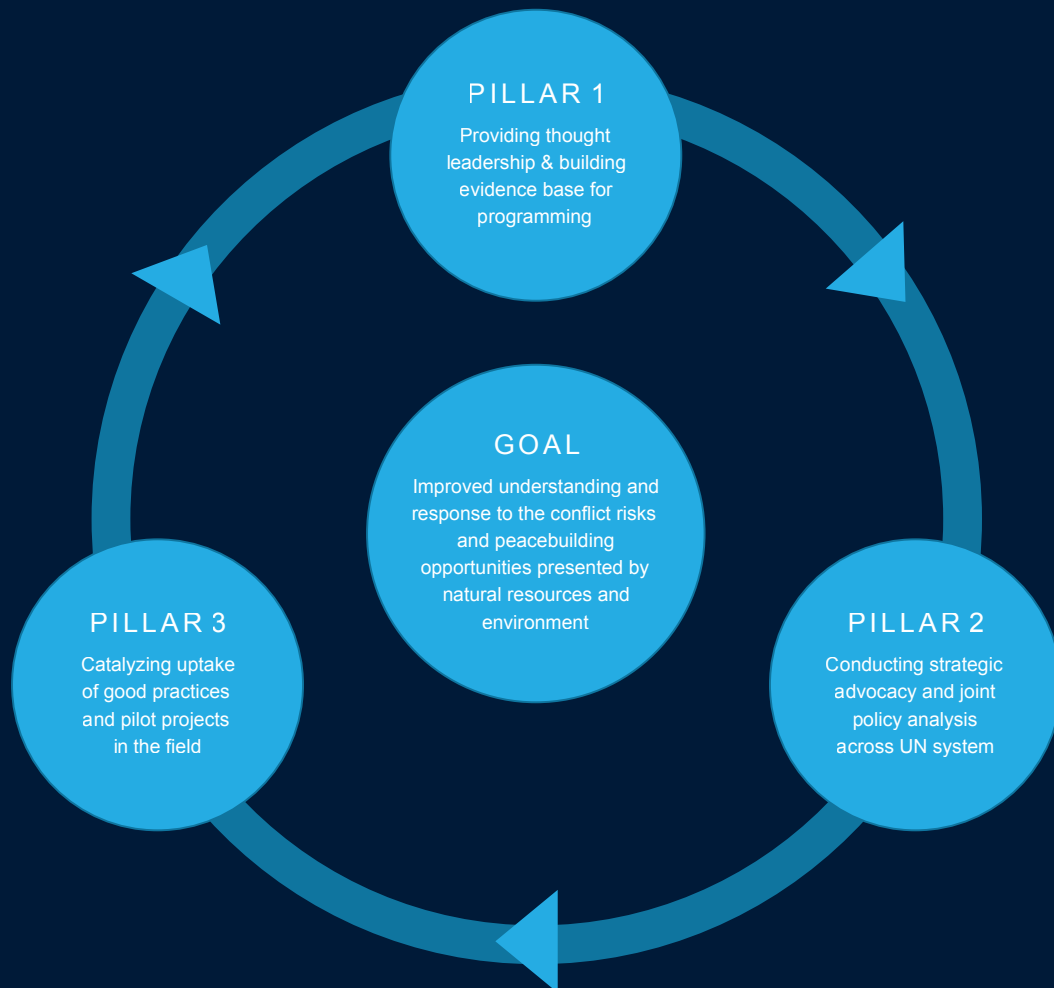 PILLAR 1
Providing thought
leadership & building
evidence base for
programming
GOAL
Improved understanding and
response to the conflict risks
and peacebuilding
opportunities presented by
natural resources and
environment
PILLAR 3
Catalyzing uptake
of good practices
and pilot projects
in the field
PILLAR 2
Conducting strategic
advocacy and joint
policy analysis
across UN system